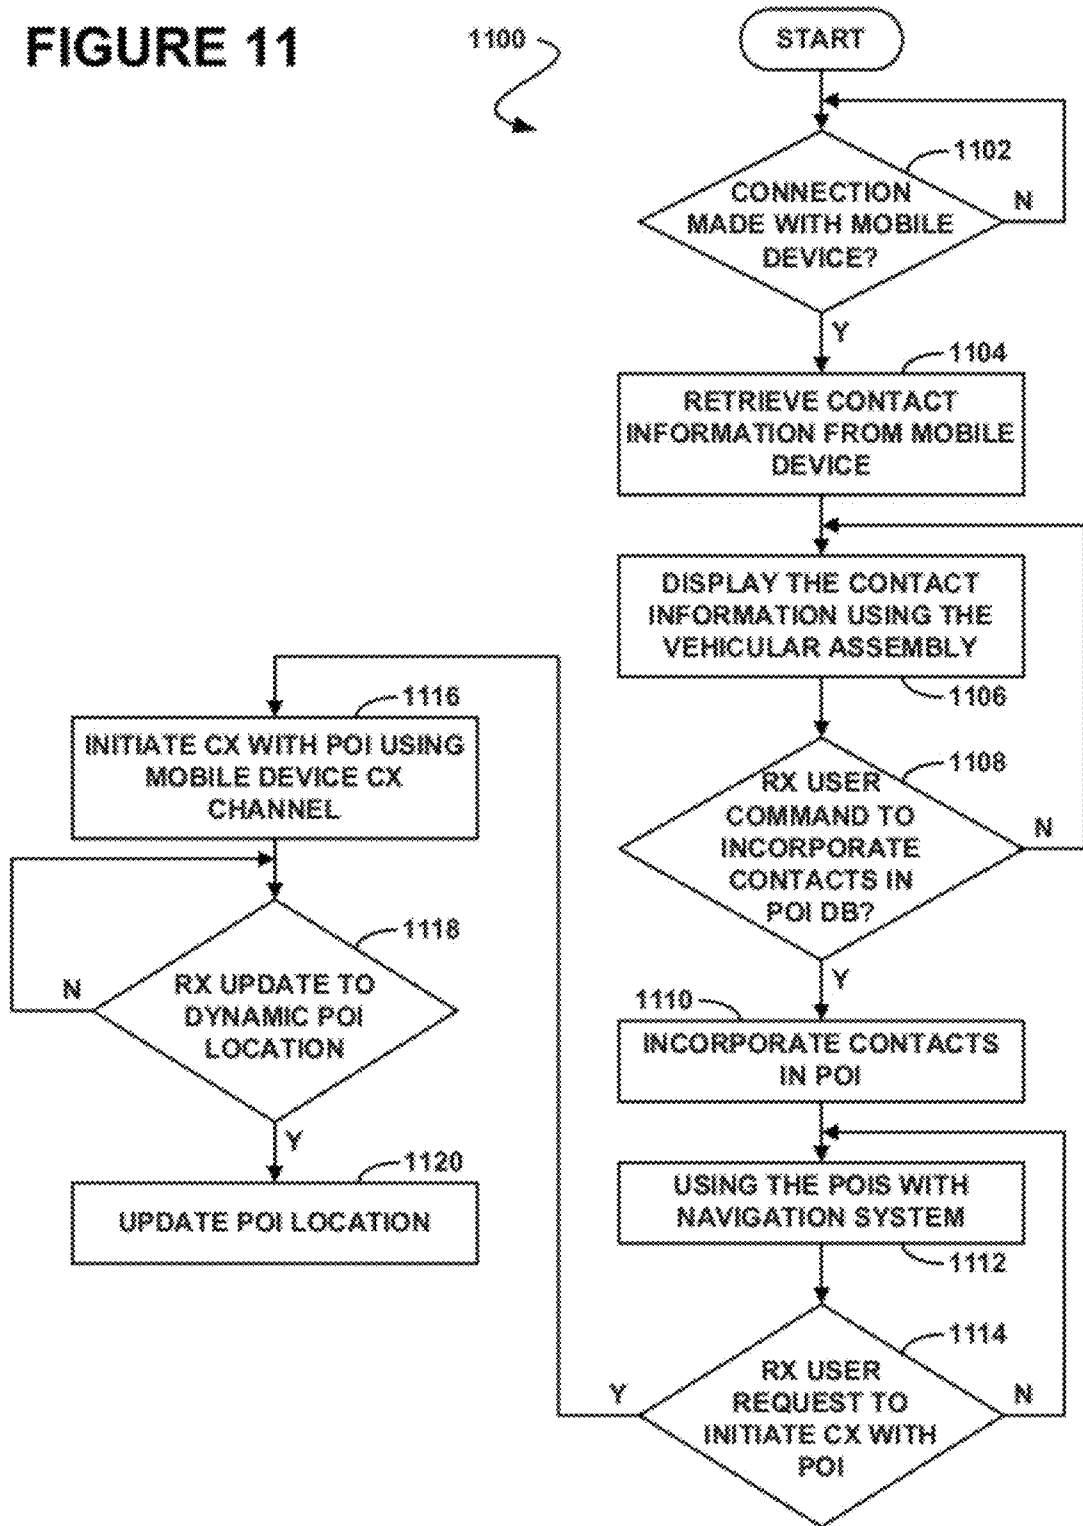 FIGURE 11
1100
START
1102
CONNECTION
MADE WITH MOBILE
DEVICE?
N
Y
1104
RETRIEVE CONTACT
INFORMATION FROM MOBILE
DEVICE
DISPLAY THE CONTACT
INFORMATION USING THE
VEHICULAR ASSEMBLY
1106
1108
RX USER
COMMAND TO
INCORPORATE
CONTACTS IN
POI DB?
N
Y
1110
INCORPORATE CONTACTS
IN POI
USING THE POIS WITH
NAVIGATION SYSTEM
1112
1114
RX USER
REQUEST TO
INITIATE CX WITH
POI
Y
N
1116
INITIATE CX WITH POI USING
MOBILE DEVICE CX
CHANNEL
1118
RX UPDATE TO
DYNAMIC POI
LOCATION
N
Y
1120
UPDATE POI LOCATION